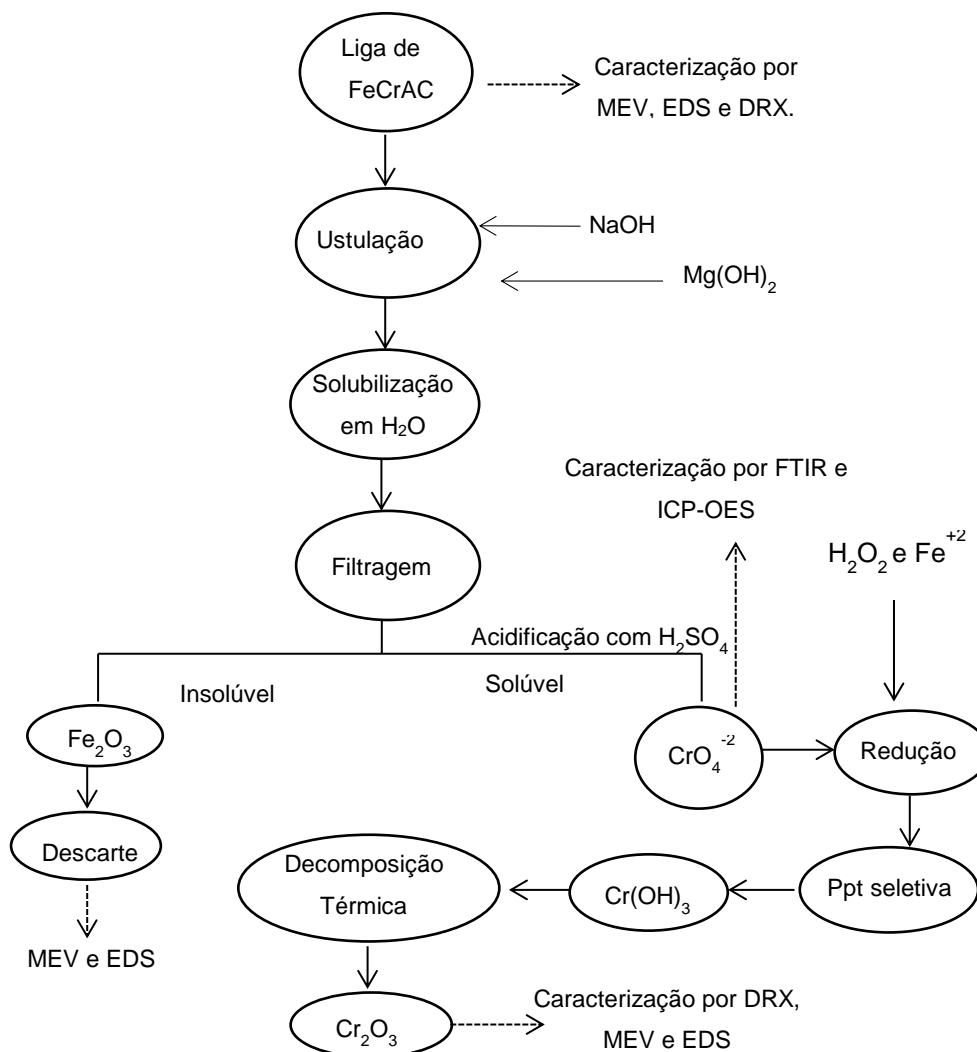 Liga de
FeCrAC
Caracterização por
MEV, EDS e DRX.
Ustulação
NaOH
Mg(OH)2
Solubilização
em H2O
Caracterização por FTIR e
ICP-OES
H2O2 e Fe+2
Filtragem
Acidificação com H2SO4
Insolúvel
Solúvel
Fe2O3
CrO4-2
Redução
Descarte
Decomposição
Térmica
Cr(OH)3
Ppt seletiva
MEV e EDS
Cr2O3
Caracterização por DRX,
MEV e EDS